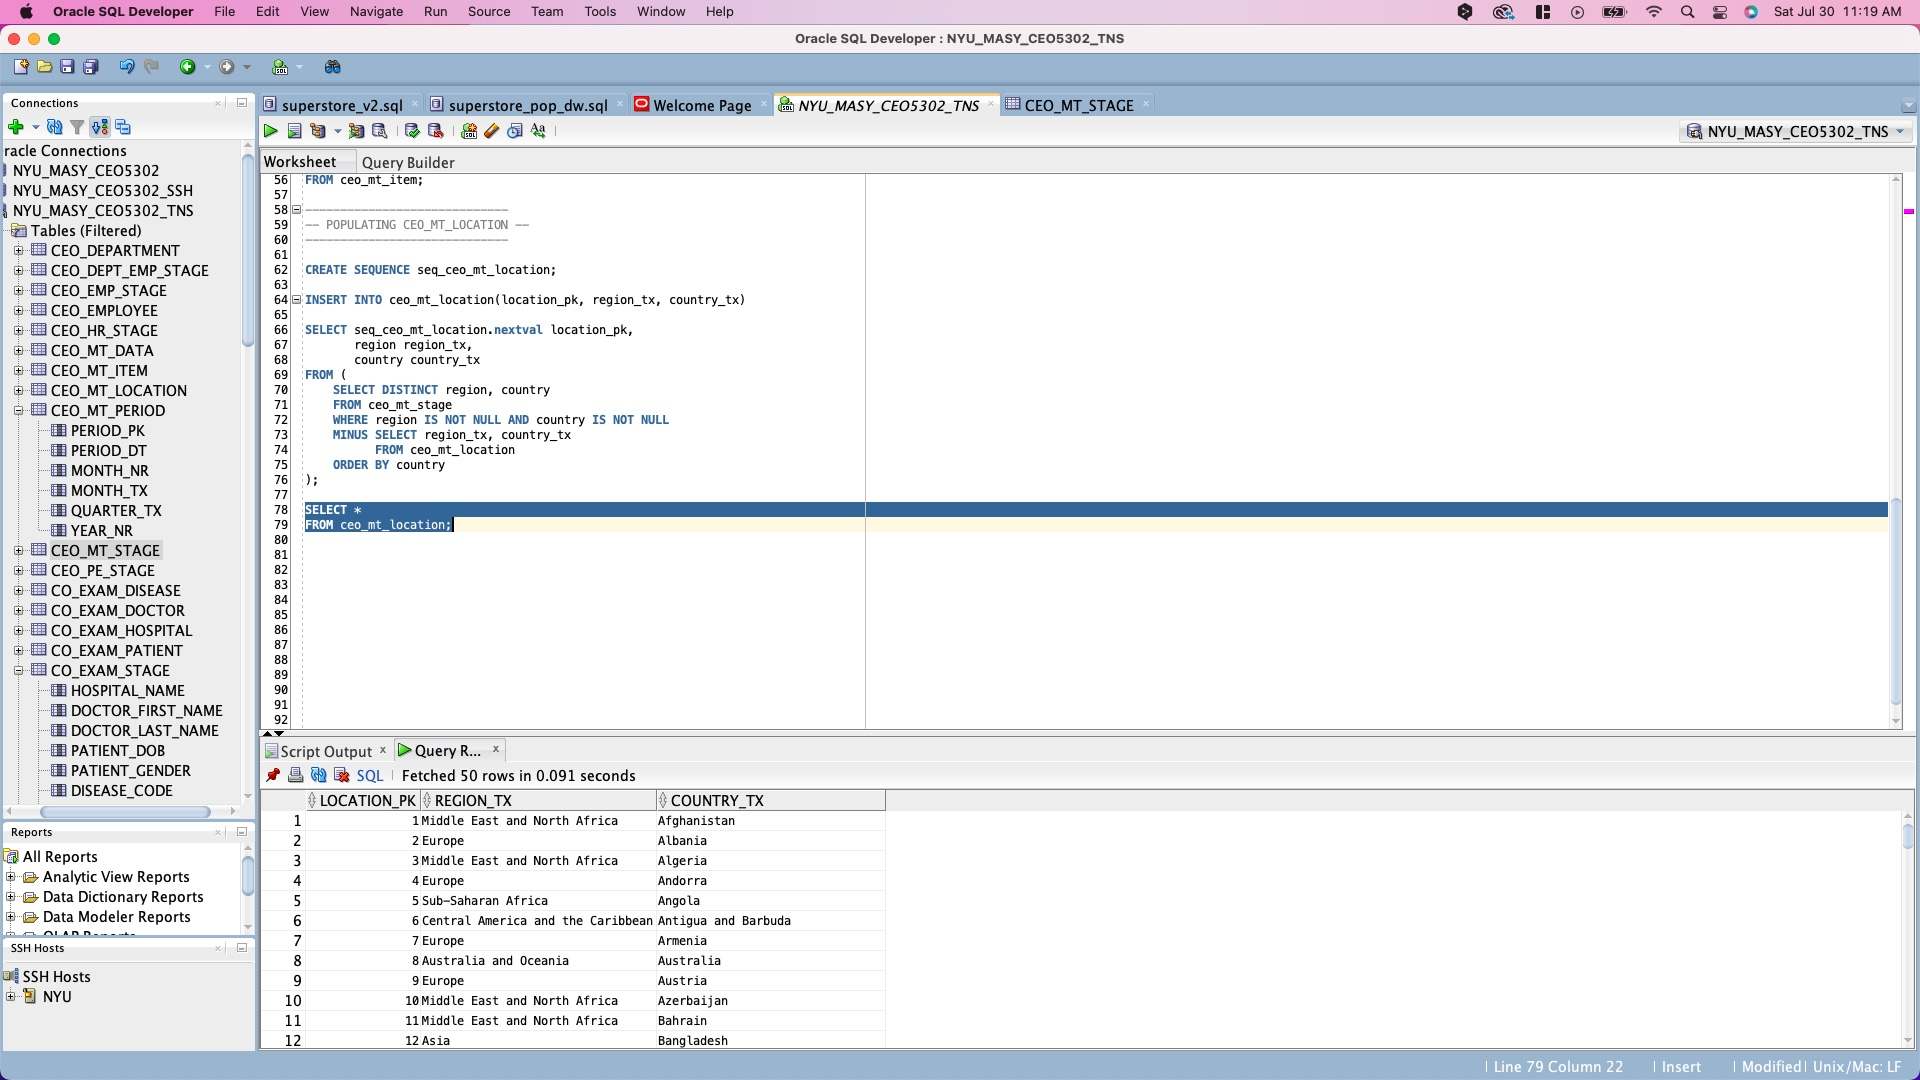 Oracle SQL Developer File Edit View Navigate Run Source Team Tools Window Help Sat Jul 30 11:19 AM
Oracle SQL Developer : NYU_MASY_CEO5302_TNS
Connections
racle Connections
NYU_MASY_CEO5302
NYU_MASY_CEO5302_SSH
NYU_MASY_CEO5302_TNS
Tables (Filtered)
CEO_DEPARTMENT
CEO_DEPT_EMP_STAGE
CEO_EMP_STAGE
CEO_EMPLOYEE
CEO_HR_STAGE
CEO_MT_DATA
CEO_MT_ITEM
CEO_MT_LOCATION
CEO_MT_PERIOD
PERIOD_PK
PERIOD_DT
MONTH_NR
MONTH_TX
QUARTER_TX
YEAR_NR
CEO_MT_STAGE
CEO_PE_STAGE
CO_EXAM_DISEASE
CO_EXAM_DOCTOR
CO_EXAM_HOSPITAL
CO_EXAM_PATIENT
CO_EXAM_STAGE
HOSPITAL_NAME
DOCTOR_FIRST_NAME
DOCTOR_LAST_NAME
PATIENT_DOB
PATIENT_GENDER
DISEASE_CODE
Reports
All Reports
Analytic View Reports
Data Dictionary Reports
Data Modeler Reports
OLAP Reports
SSH Hosts
SSH Hosts
NYU
superstore_v2.sql superstore_pop_dw.sql Welcome Page NYU_MASY_CEO5302_TNS CEO_MT_STAGE
NYU_MASY_CEO5302_TNS
Worksheet Query Builder
56 FROM ceo_mt_item;
57
58 -----------------------------
59 -- POPULATING CEO_MT_LOCATION --
60 -----------------------------
61
62 CREATE SEQUENCE seq_ceo_mt_location;
63
64 INSERT INTO ceo_mt_location(location_pk, region_tx, country_tx)
65
66 SELECT seq_ceo_mt_location.nextval location_pk,
67 region region_tx,
68 country country_tx
69 FROM (
70 SELECT DISTINCT region, country
71 FROM ceo_mt_stage
72 WHERE region IS NOT NULL AND country IS NOT NULL
73 MINUS SELECT region_tx, country_tx
74 FROM ceo_mt_location
75 ORDER BY country
76 );
77
78 SELECT *
79 FROM ceo_mt_location;
80
81
82
83
84
85
86
87
88
89
90
91
92
Script Output Query R...
SQL Fetched 50 rows in 0.091 seconds
LOCATION_PK REGION_TX COUNTRY_TX
1 1 Middle East and North Africa Afghanistan
2 2 Europe Albania
3 3 Middle East and North Africa Algeria
4 4 Europe Andorra
5 5 Sub-Saharan Africa Angola
6 6 Central America and the Caribbean Antigua and Barbuda
7 7 Europe Armenia
8 8 Australia and Oceania Australia
9 9 Europe Austria
10 10 Middle East and North Africa Azerbaijan
11 11 Middle East and North Africa Bahrain
12 12 Asia Bangladesh
Line 79 Column 22 Insert Modified Unix/Mac: LF